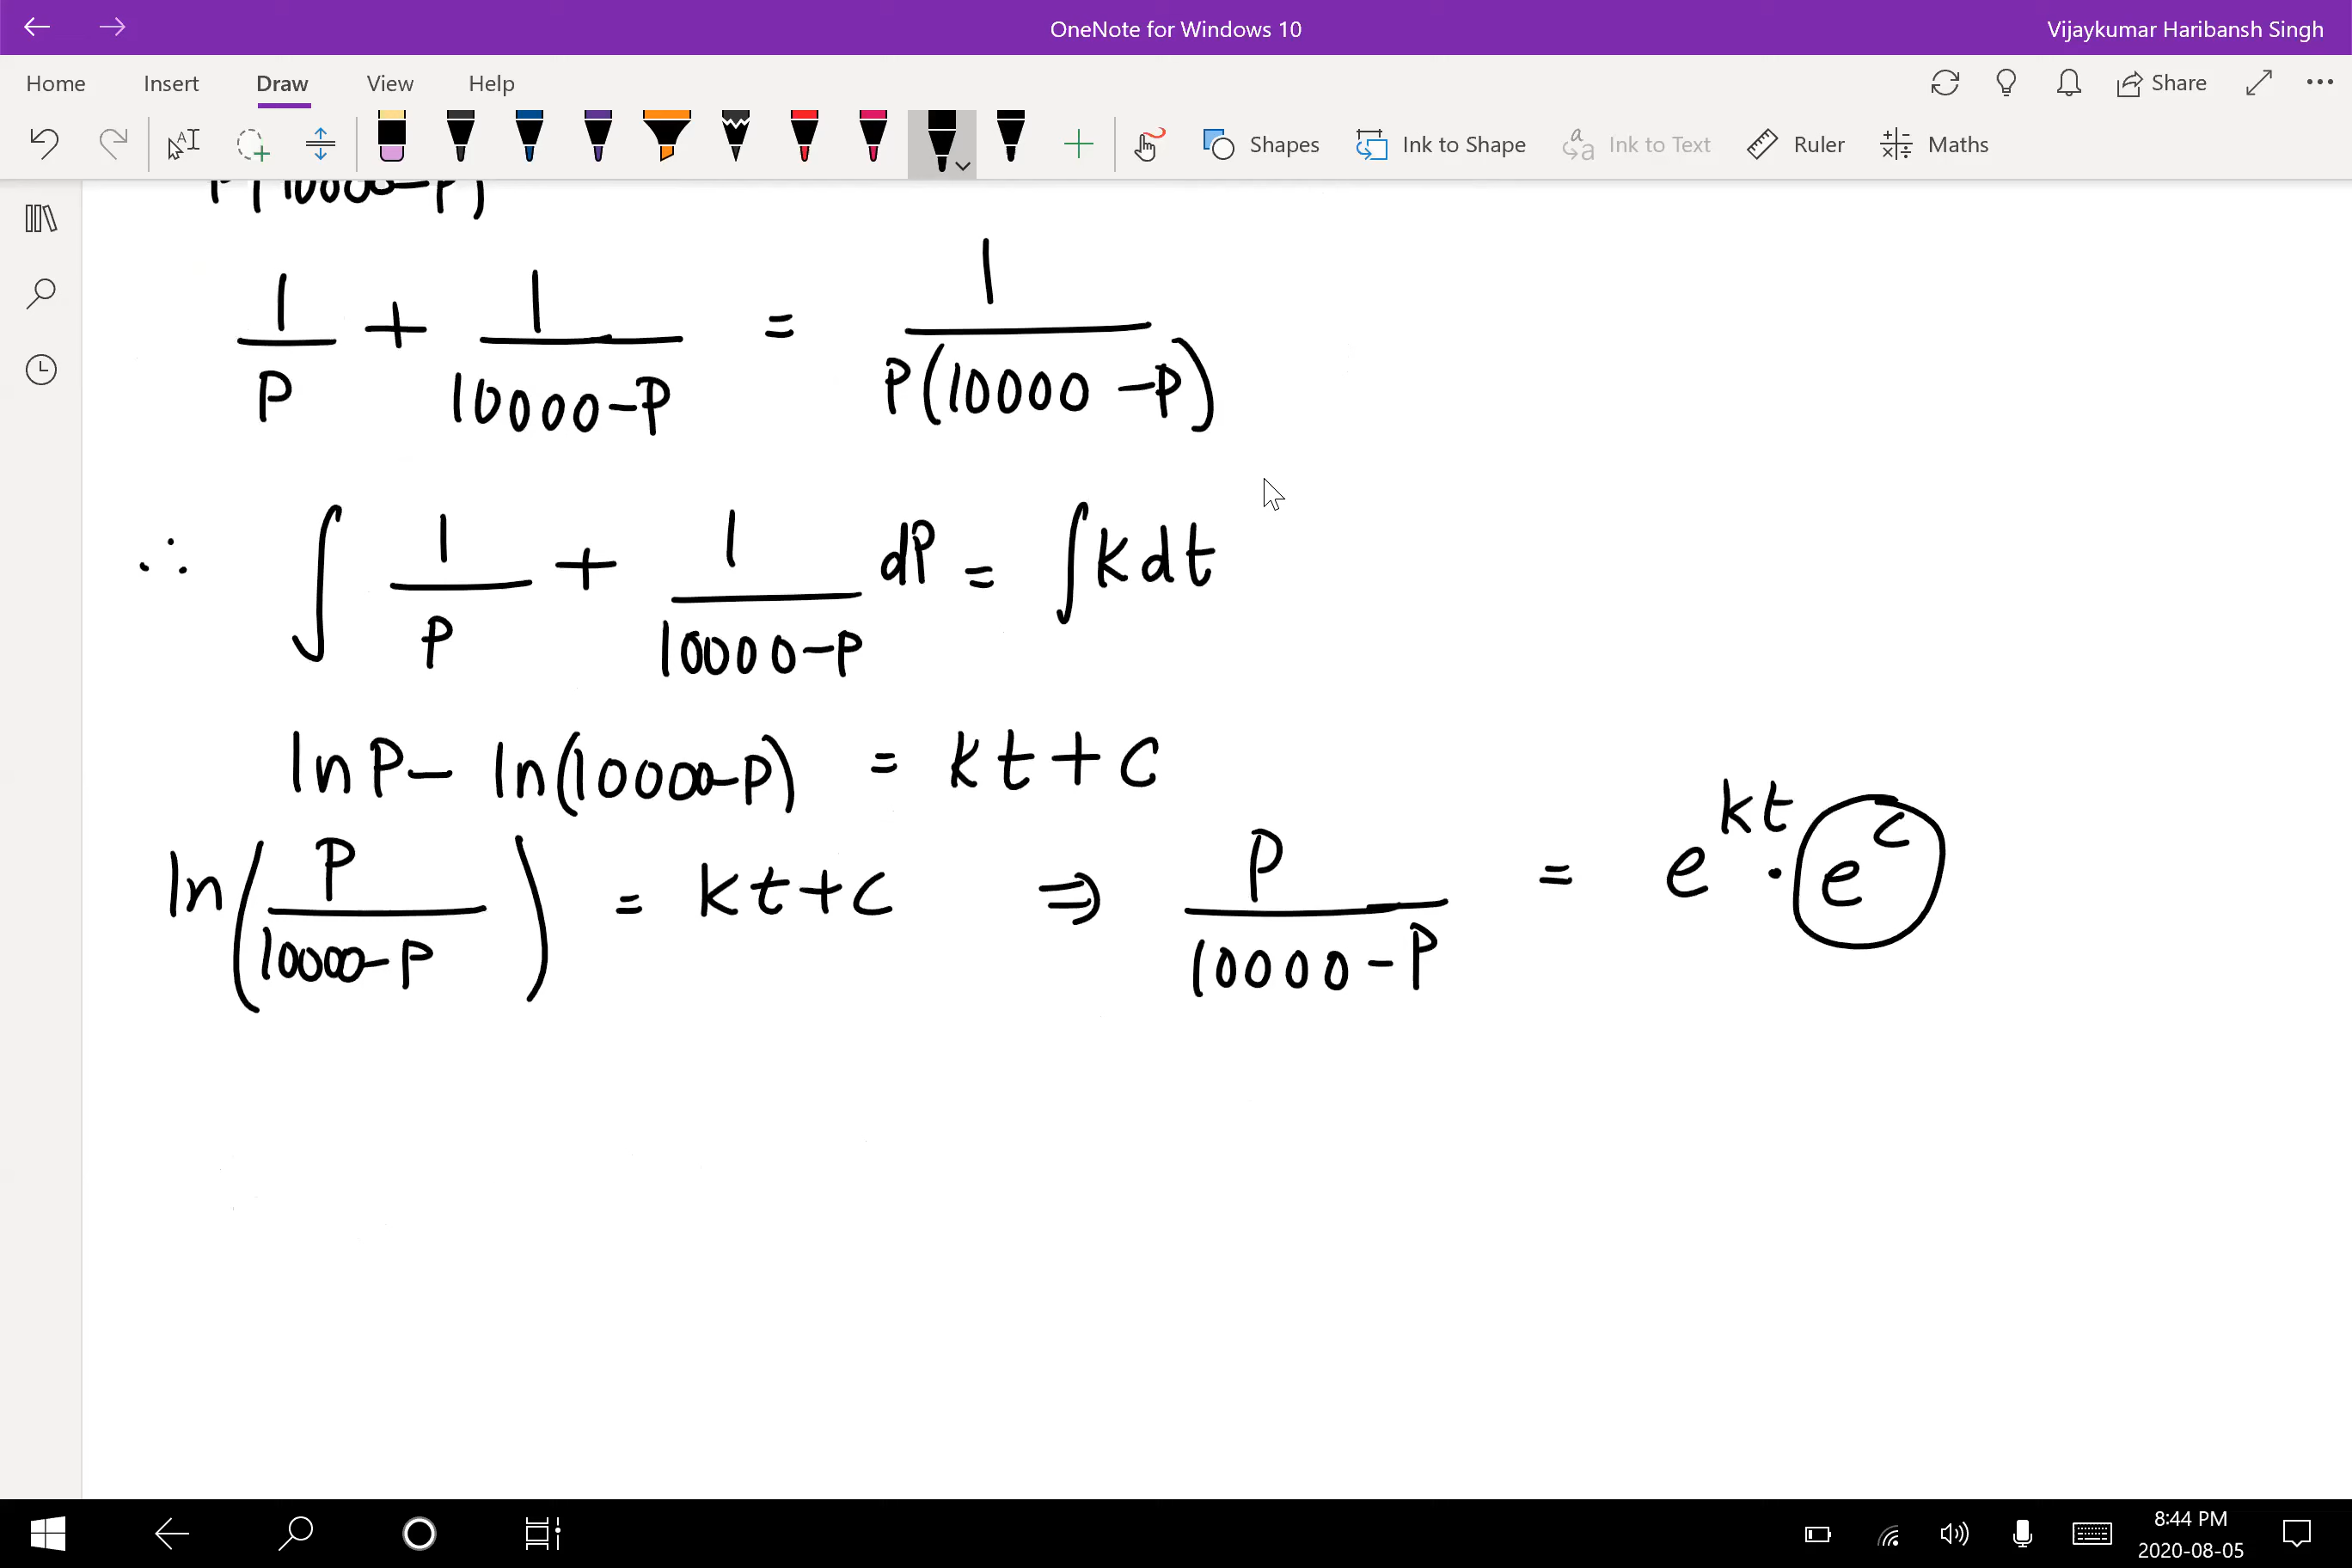 OneNote for Windows 10
Vijaykumar Haribansh Singh
Home Insert Draw View Help
Share
Shapes Ink to Shape Ink to Text Ruler Maths
P(10000-P)
1/P + 1/(10000-P) = 1/(P(10000-P))
∴ ∫ 1/P + 1/(10000-P) dP = ∫ k dt
ln P - ln(10000-P) = kt + C
ln(P/(10000-P)) = kt + C ⇒ P/(10000-P) = e^kt · e^c
8:44 PM
2020-08-05